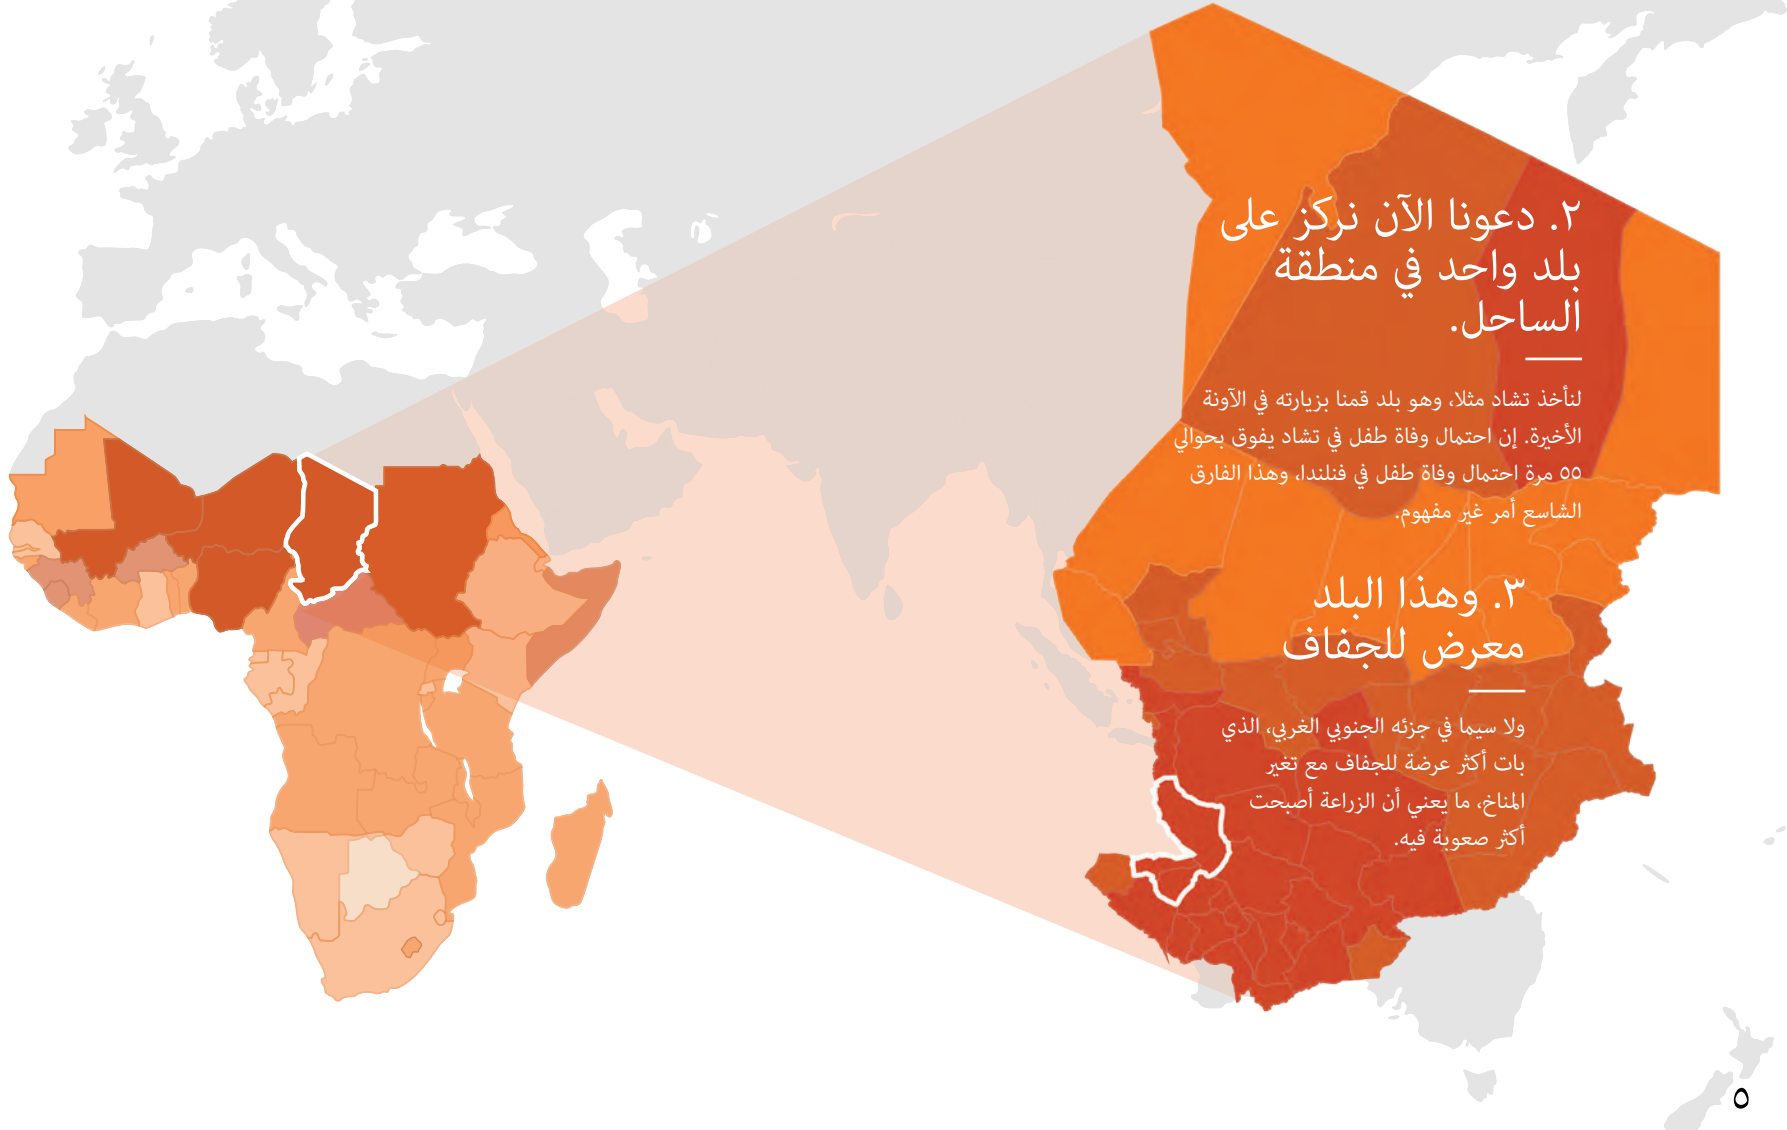 ٢. دعونا الآن نركز على
بلد واحد في منطقة
الساحل.
لنأخذ تشاد مثلا، وهو بلد قمنا بزيارته في الآونة
الأخيرة. إن احتمال وفاة طفل في تشاد يفوق بحوالي
٥٥ مرة احتمال وفاة طفل في فنلندا، وهذا الفارق
الشاسع أمر غير مفهوم.
٣. وهذا البلد
معرض للجفاف
ولا سيما في جزئه الجنوبي الغربي، الذي
بات أكثر عرضة للجفاف مع تغير
المناخ، ما يعني أن الزراعة أصبحت
أكثر صعوبة فيه.
٥